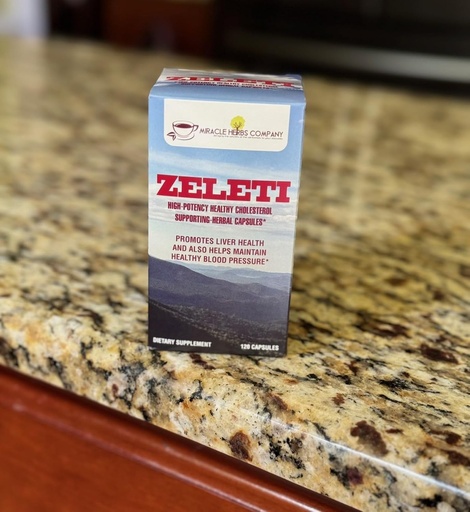 MIRACLE HERBS COMPANY
ZELETI
HIGH-POTENCY HEALTHY CHOLESTEROL
SUPPORTING-HERBAL CAPSULES*
PROMOTES LIVER HEALTH
AND ALSO HELPS MAINTAIN
HEALTHY BLOOD PRESSURE*
DIETARY SUPPLEMENT 120 CAPSULES